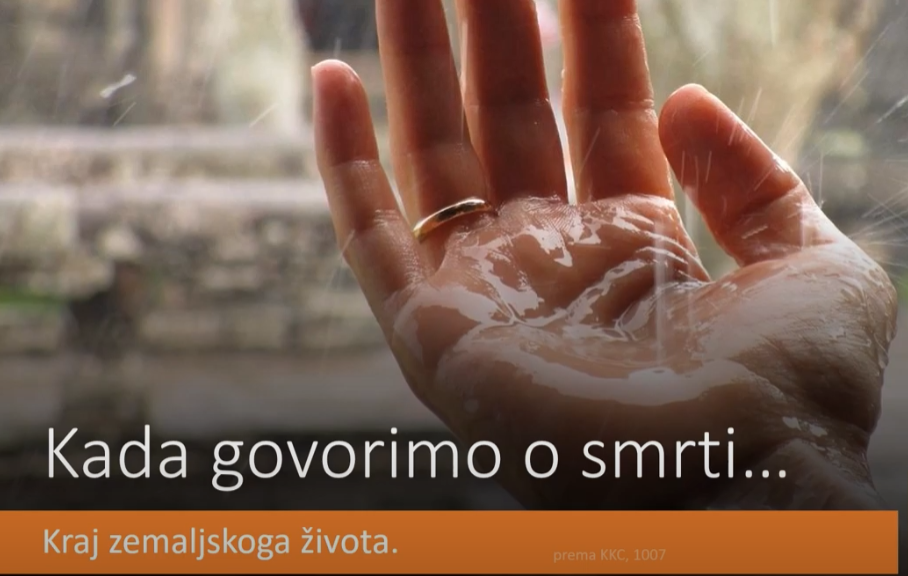 Kada govorimo o smrti...
Kraj zemaljskoga života.
prema KKC, 1007